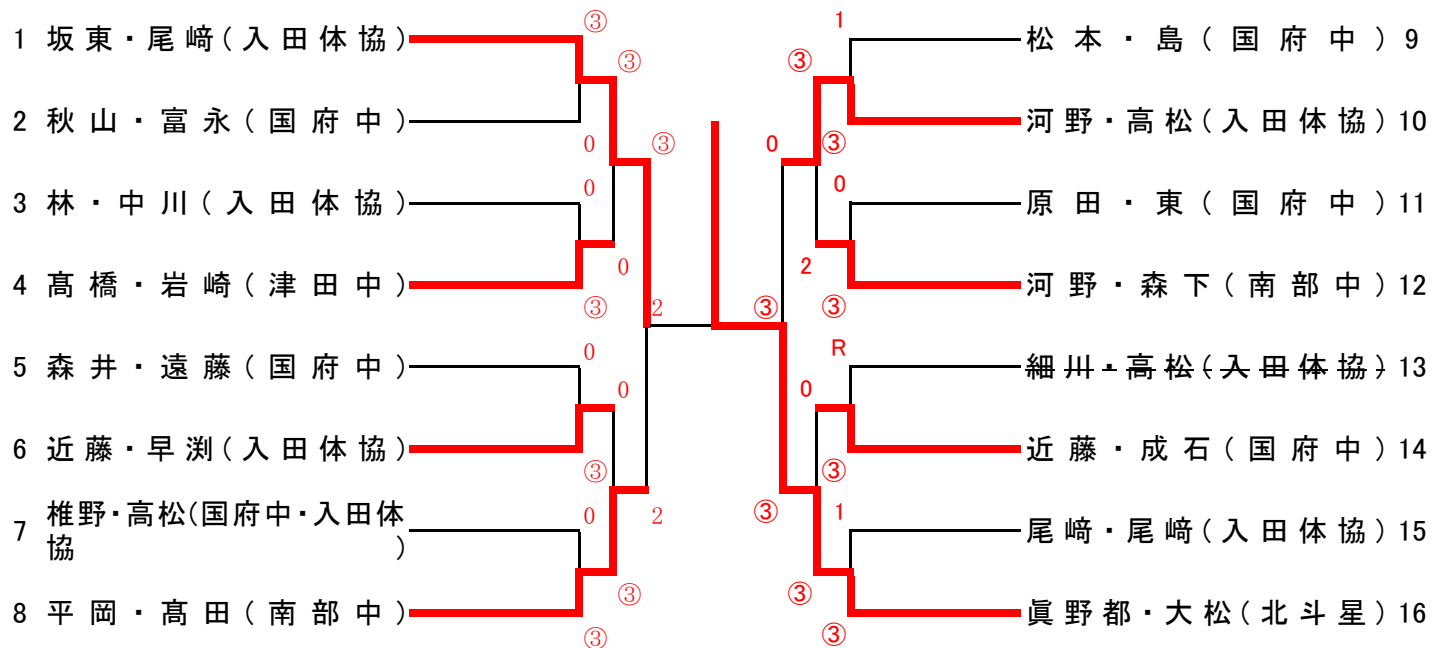 1 坂東・尾﨑(入田体協)
2 秋山・富永(国府中)
3 林・中川(入田体協)
4 髙橋・岩崎(津田中)
5 森井・遠藤(国府中)
6 近藤・早渕(入田体協)
7 椎野・高松(国府中・入田体
協)
8 平岡・髙田(南部中)
③
③
0
③
0
0
③
2
0
0
③
0
2
③
③
1
③
0
③
0
2
③
③
R
0
③
③
1
③
③
松本・島(国府中) 9
河野・高松(入田体協) 10
原田・東(国府中) 11
河野・森下(南部中) 12
細川・高松(入田体協) 13
近藤・成石(国府中) 14
尾﨑・尾﨑(入田体協) 15
眞野都・大松(北斗星) 16